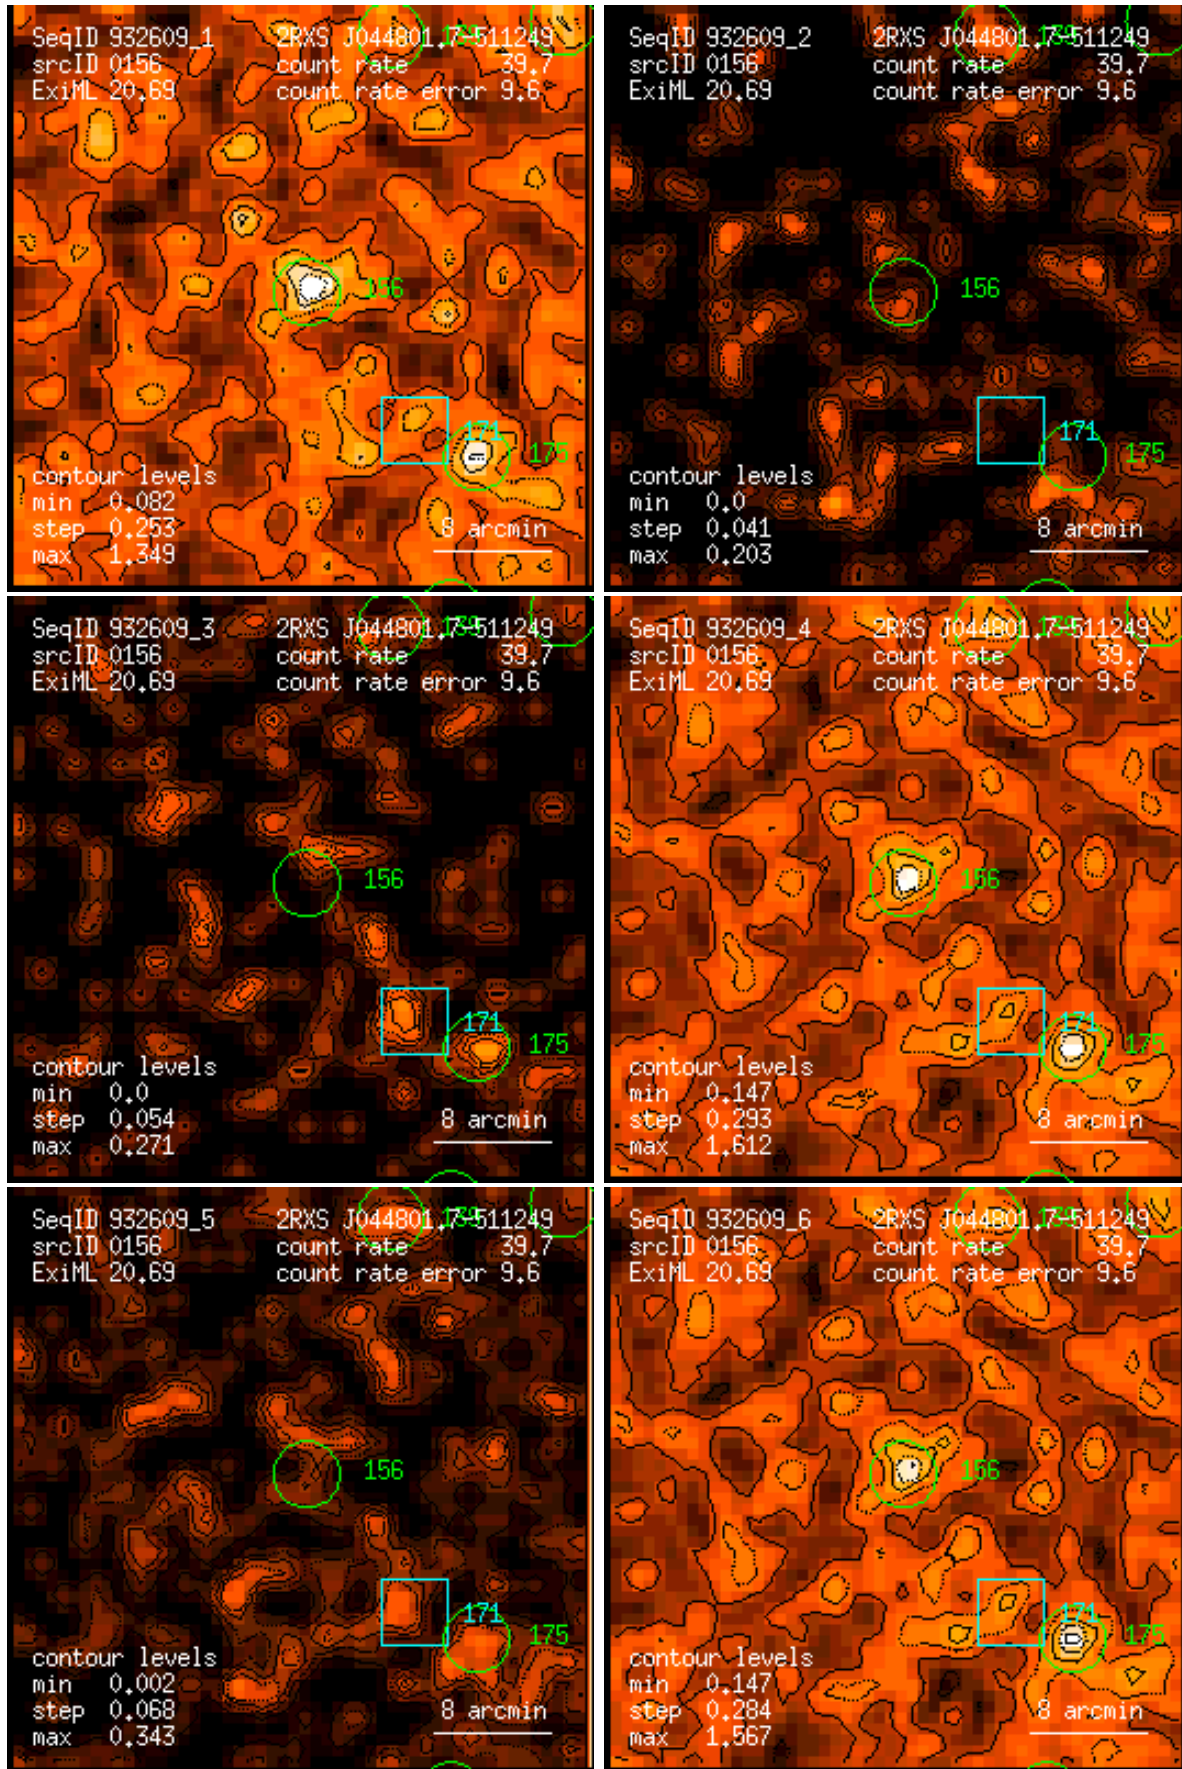 SeqID 932609_1 2RXS J044801.7-511249
srcID 0156 count rate 39.7
ExiML 20.69 count rate error 9.6
156
171
175
contour levels
min 0.082
step 0.253
max 1.349
8 arcmin
SeqID 932609_2 2RXS J044801.7-511249
srcID 0156 count rate 39.7
ExiML 20.69 count rate error 9.6
156
171
175
contour levels
min 0.0
step 0.041
max 0.203
8 arcmin
SeqID 932609_3 2RXS J044801.7-511249
srcID 0156 count rate 39.7
ExiML 20.69 count rate error 9.6
156
171
175
contour levels
min 0.0
step 0.054
max 0.271
8 arcmin
SeqID 932609_4 2RXS J044801.7-511249
srcID 0156 count rate 39.7
ExiML 20.69 count rate error 9.6
156
171
175
contour levels
min 0.147
step 0.293
max 1.612
8 arcmin
SeqID 932609_5 2RXS J044801.7-511249
srcID 0156 count rate 39.7
ExiML 20.69 count rate error 9.6
156
171
175
contour levels
min 0.002
step 0.068
max 0.343
8 arcmin
SeqID 932609_6 2RXS J044801.7-511249
srcID 0156 count rate 39.7
ExiML 20.69 count rate error 9.6
156
171
175
contour levels
min 0.147
step 0.284
max 1.567
8 arcmin